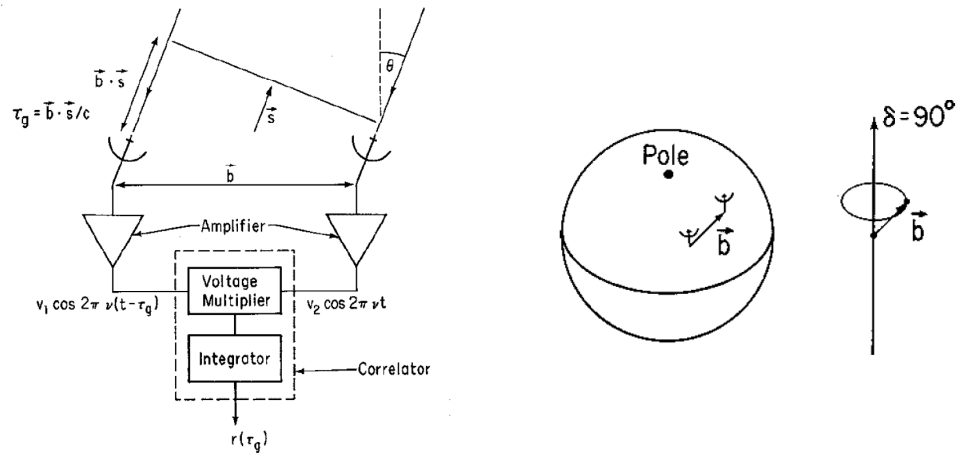 θ
b⃗ · s⃗
τg = b⃗ · s⃗/c
s⃗
b⃗
Amplifier
v₁ cos 2π ν(t-τg)
Voltage
Multiplier
v₂ cos 2π νt
Integrator
Correlator
r(τg)
Pole
b⃗
δ=90°
b⃗